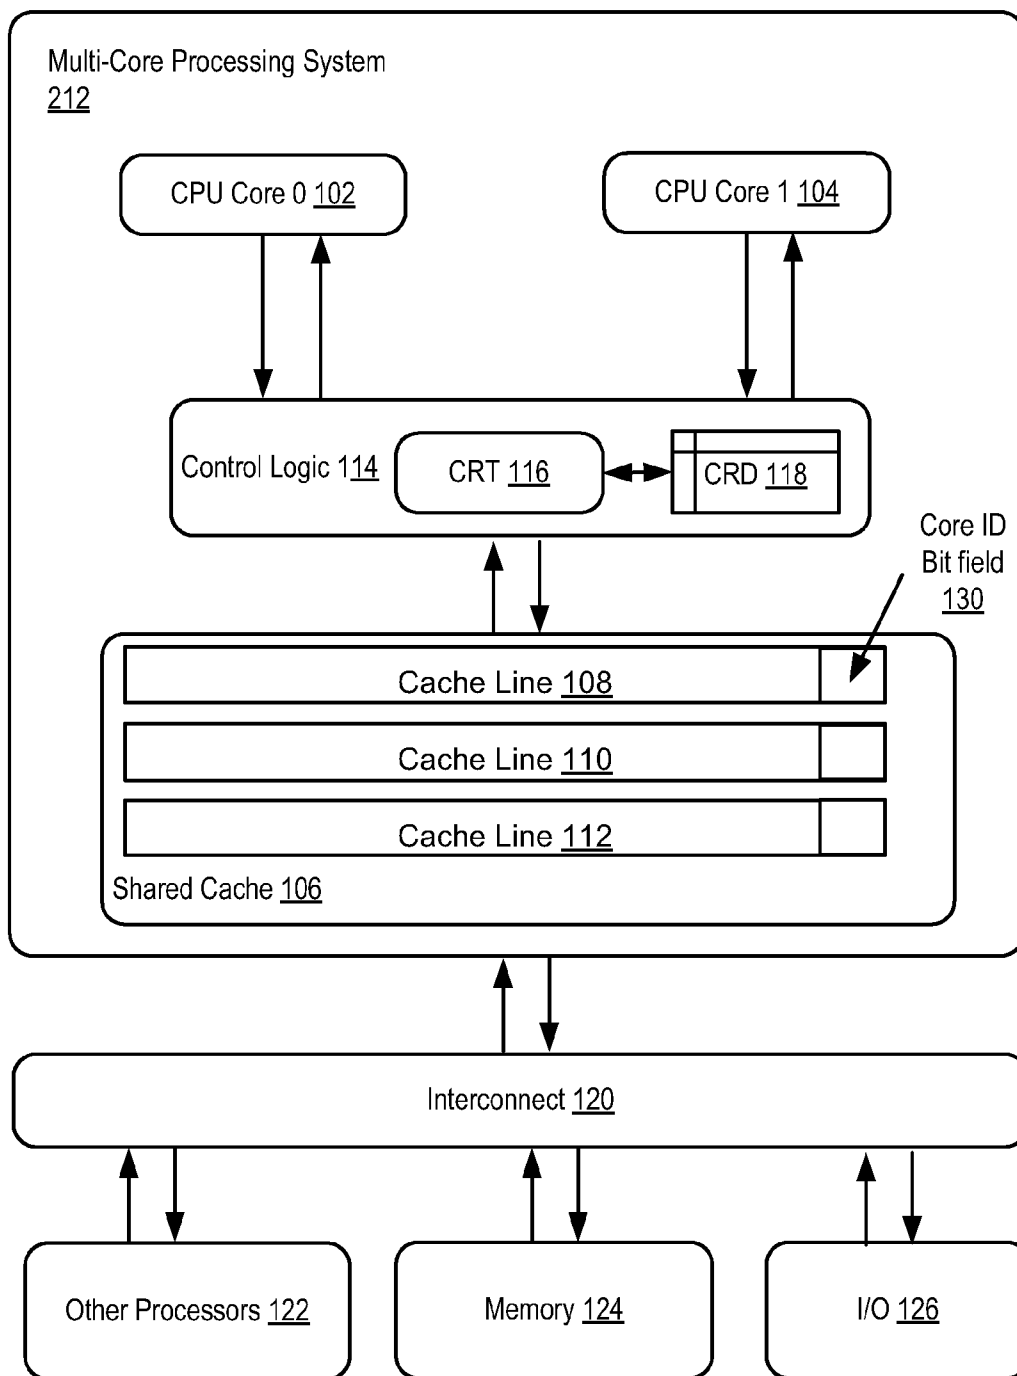 Multi-Core Processing System
212
CPU Core 0 102
CPU Core 1 104
Control Logic 114
CRT 116
CRD 118
Core ID
Bit field
130
Cache Line 108
Cache Line 110
Cache Line 112
Shared Cache 106
Interconnect 120
Other Processors 122
Memory 124
I/O 126